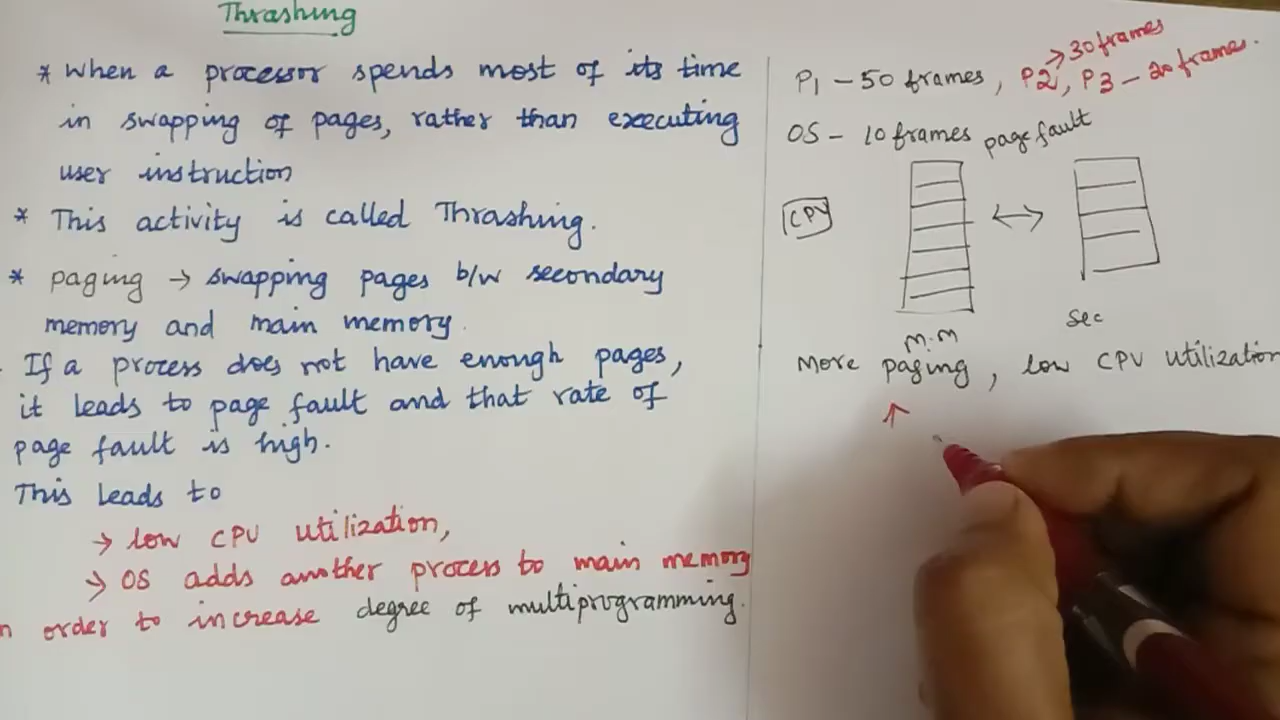 Thrashing
* When a processor spends most of its time
in swapping of pages, rather than executing
user instruction
* This activity is called Thrashing.
* paging → swapping pages b/w secondary
memory and main memory.
If a process does not have enough pages,
it leads to page fault and that rate of
page fault is high.
This leads to
→ low CPU utilization,
→ OS adds another process to main memory
n order to increase degree of multiprogramming.
→ 30 frames
P1 - 50 frames, P2, P3 - 20 frames.
OS - 10 frames page fault
CPU
M.M
sec
More paging, low CPU utilization
↑